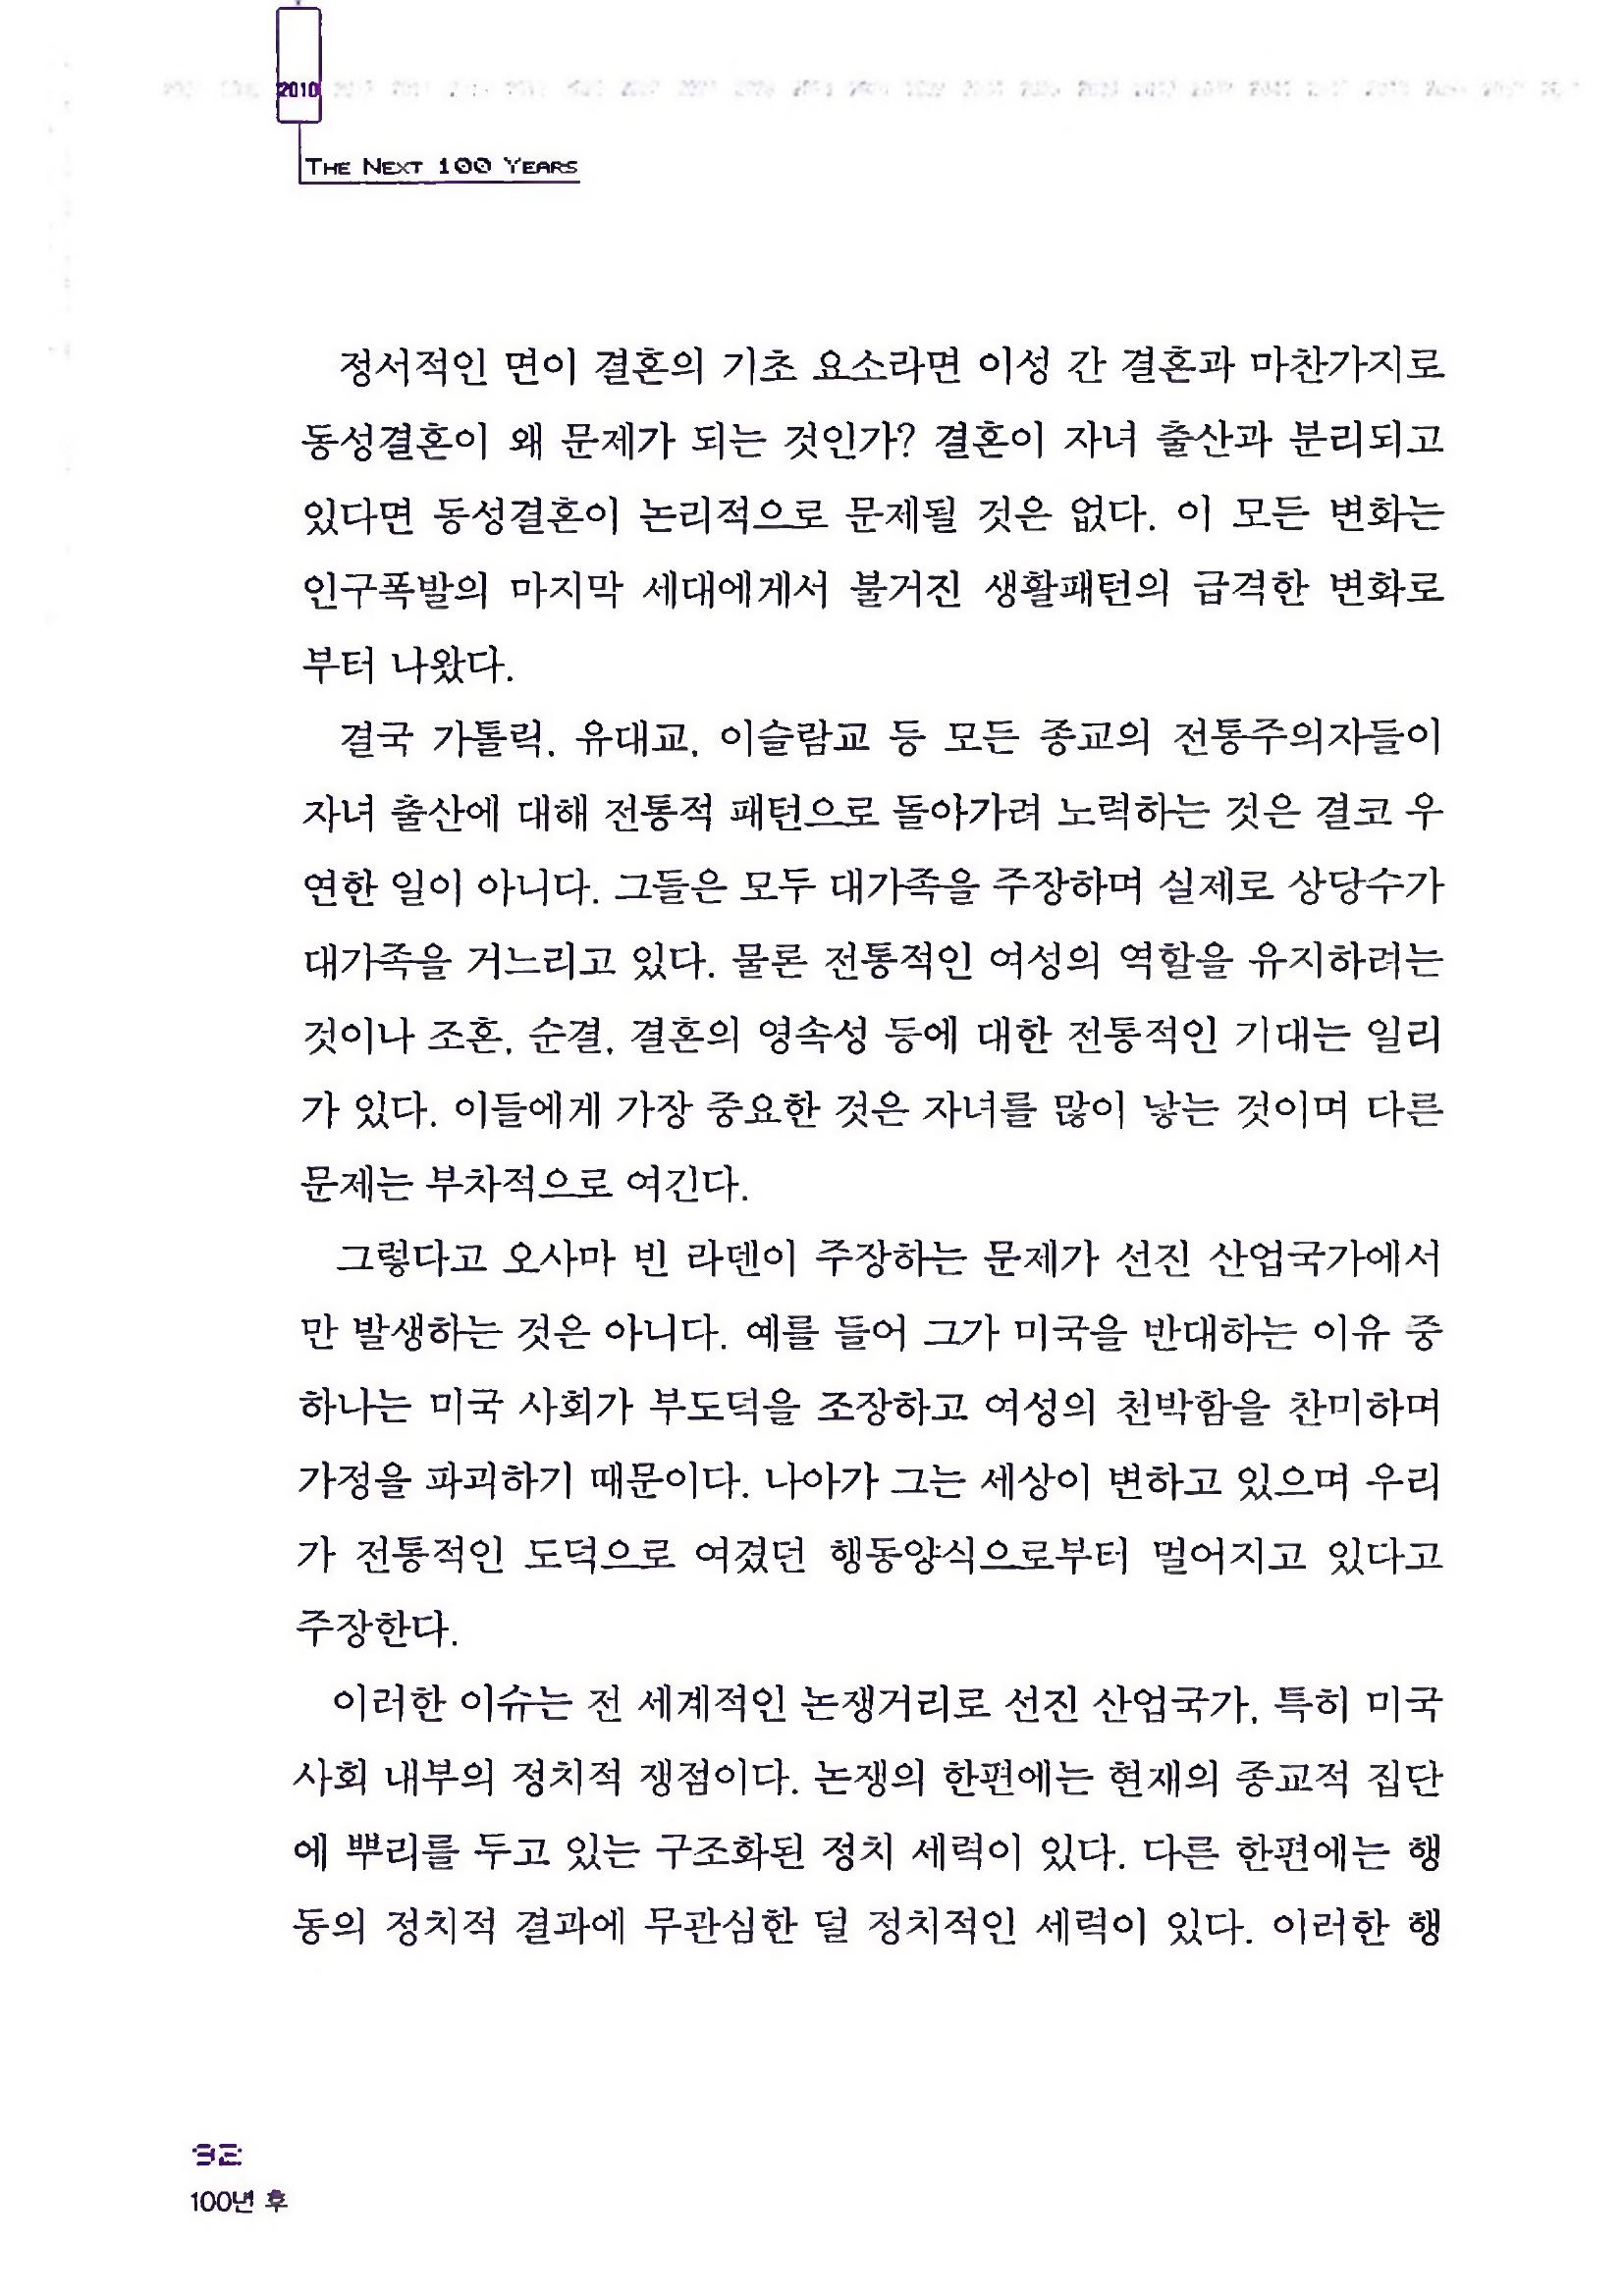 2010
THE NEXT 100 YEARS
정서적인 면이 결혼의 기초 요소라면 이성 간 결혼과 마찬가지로
동성결혼이 왜 문제가 되는 것인가? 결혼이 자녀 출산과 분리되고
있다면 동성결혼이 논리적으로 문제될 것은 없다. 이 모든 변화는
인구폭발의 마지막 세대에게서 불거진 생활패턴의 급격한 변화로
부터 나왔다.
결국 가톨릭, 유대교, 이슬람교 등 모든 종교의 전통주의자들이
자녀 출산에 대해 전통적 패턴으로 돌아가려 노력하는 것은 결코 우
연한 일이 아니다. 그들은 모두 대가족을 주장하며 실제로 상당수가
대가족을 거느리고 있다. 물론 전통적인 여성의 역할을 유지하려는
것이나 조혼, 순결, 결혼의 영속성 등에 대한 전통적인 기대는 일리
가 있다. 이들에게 가장 중요한 것은 자녀를 많이 낳는 것이며 다른
문제는 부차적으로 여긴다.
그렇다고 오사마 빈 라덴이 주장하는 문제가 선진 산업국가에서
만 발생하는 것은 아니다. 예를 들어 그가 미국을 반대하는 이유 중
하나는 미국 사회가 부도덕을 조장하고 여성의 천박함을 찬미하며
가정을 파괴하기 때문이다. 나아가 그는 세상이 변하고 있으며 우리
가 전통적인 도덕으로 여겼던 행동양식으로부터 멀어지고 있다고
주장한다.
이러한 이슈는 전 세계적인 논쟁거리로 선진 산업국가, 특히 미국
사회 내부의 정치적 쟁점이다. 논쟁의 한편에는 현재의 종교적 집단
에 뿌리를 두고 있는 구조화된 정치 세력이 있다. 다른 한편에는 행
동의 정치적 결과에 무관심한 덜 정치적인 세력이 있다. 이러한 행
92
100년 후